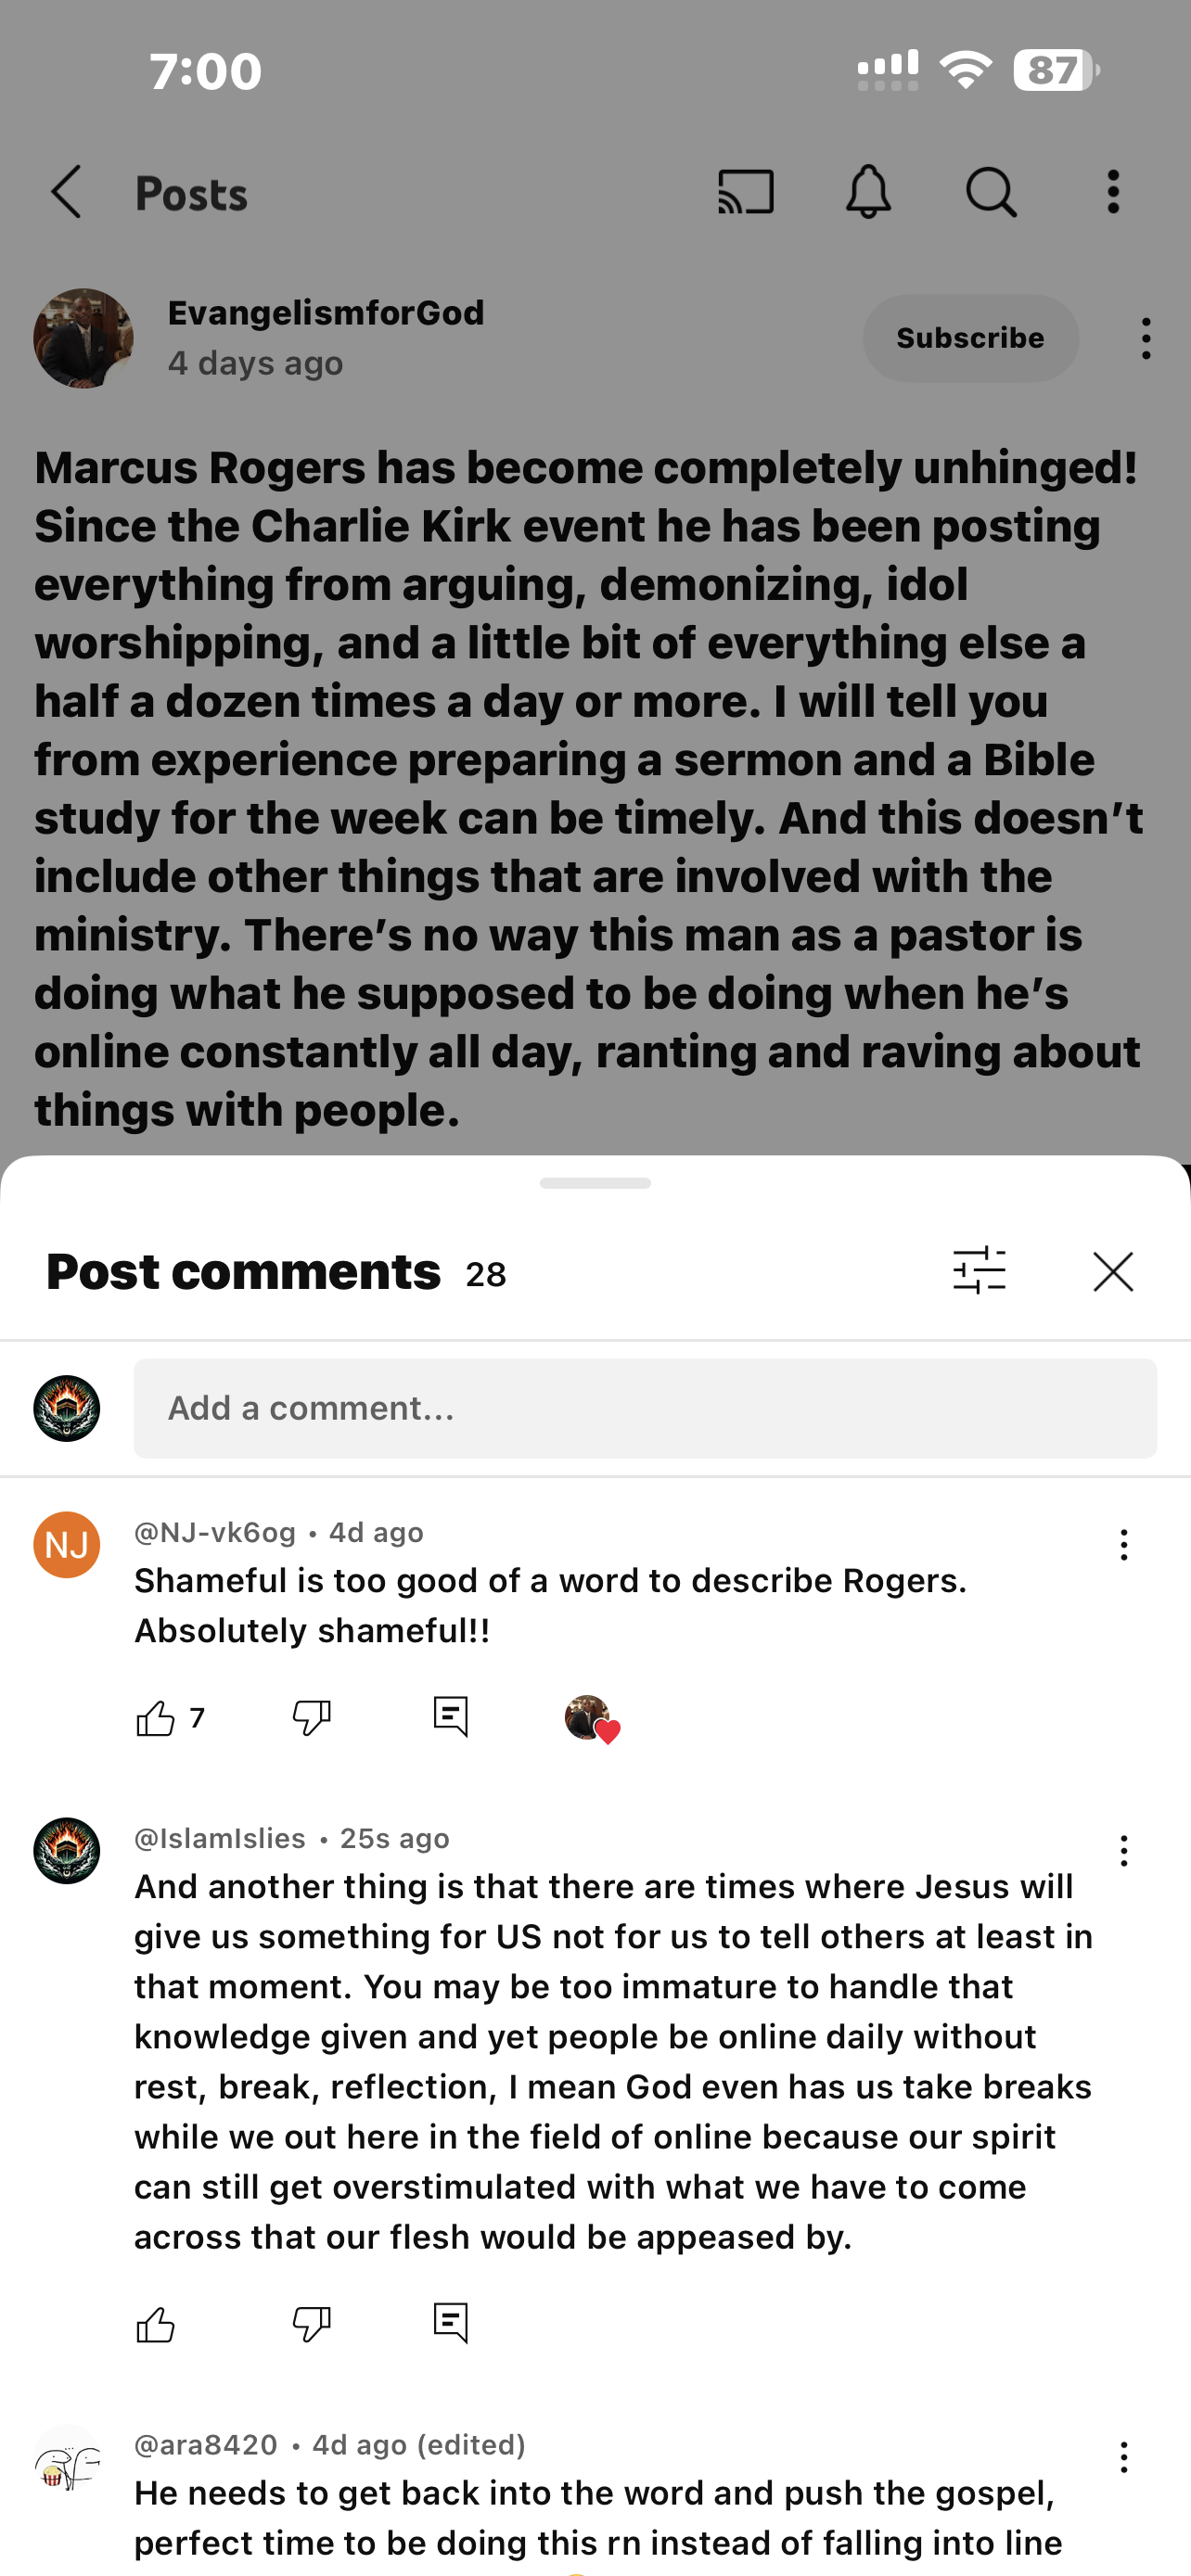 7:00
87
Posts
EvangelismforGod
4 days ago
Subscribe
Marcus Rogers has become completely unhinged!
Since the Charlie Kirk event he has been posting
everything from arguing, demonizing, idol
worshipping, and a little bit of everything else a
half a dozen times a day or more. I will tell you
from experience preparing a sermon and a Bible
study for the week can be timely. And this doesn’t
include other things that are involved with the
ministry. There’s no way this man as a pastor is
doing what he supposed to be doing when he’s
online constantly all day, ranting and raving about
things with people.
Post comments 28
Add a comment...
NJ
@NJ-vk6og • 4d ago
Shameful is too good of a word to describe Rogers.
Absolutely shameful!!
7
@IslamIslies • 25s ago
And another thing is that there are times where Jesus will
give us something for US not for us to tell others at least in
that moment. You may be too immature to handle that
knowledge given and yet people be online daily without
rest, break, reflection, I mean God even has us take breaks
while we out here in the field of online because our spirit
can still get overstimulated with what we have to come
across that our flesh would be appeased by.
@ara8420 • 4d ago (edited)
He needs to get back into the word and push the gospel,
perfect time to be doing this rn instead of falling into line